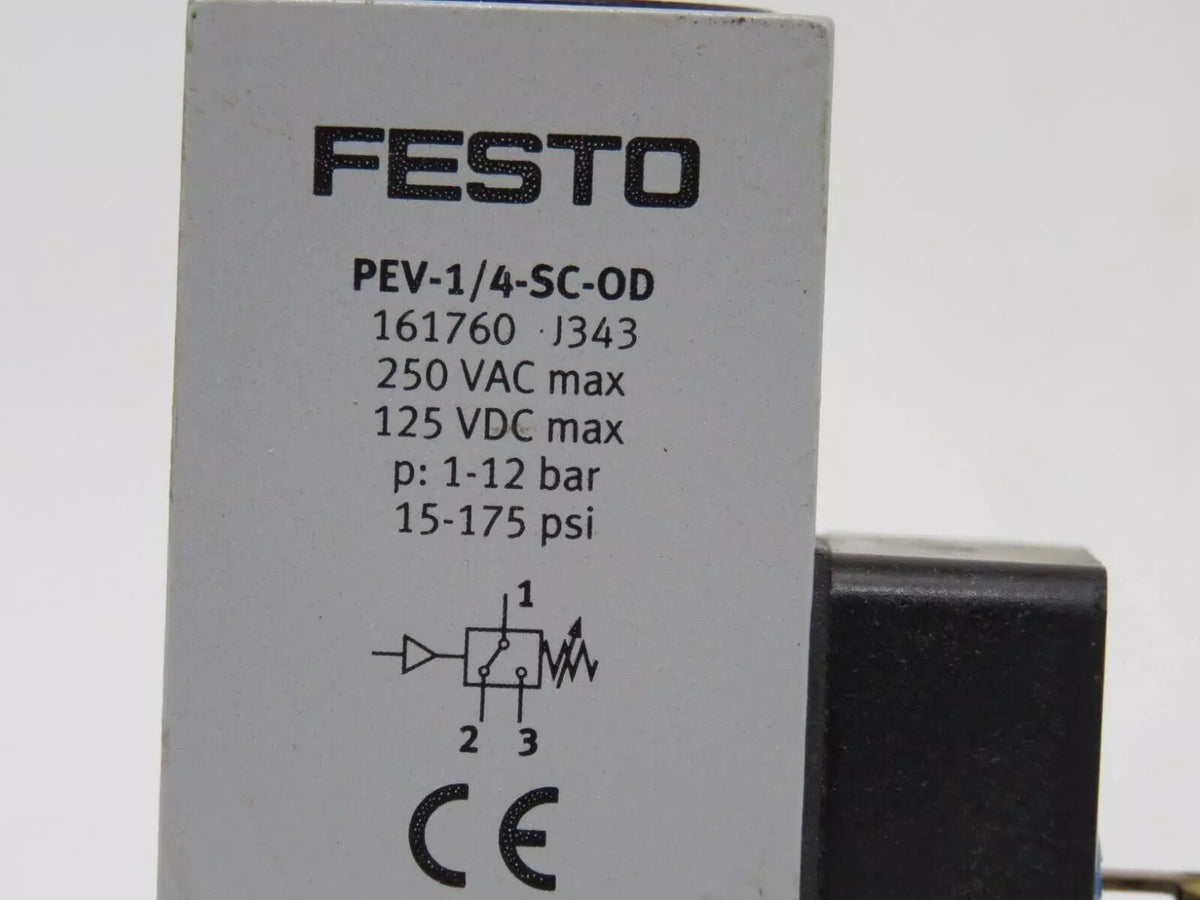 FESTO
PEV-1/4-SC-OD
161760 · J343
250 VAC max
125 VDC max
p: 1-12 bar
15-175 psi
1
2 3
CE